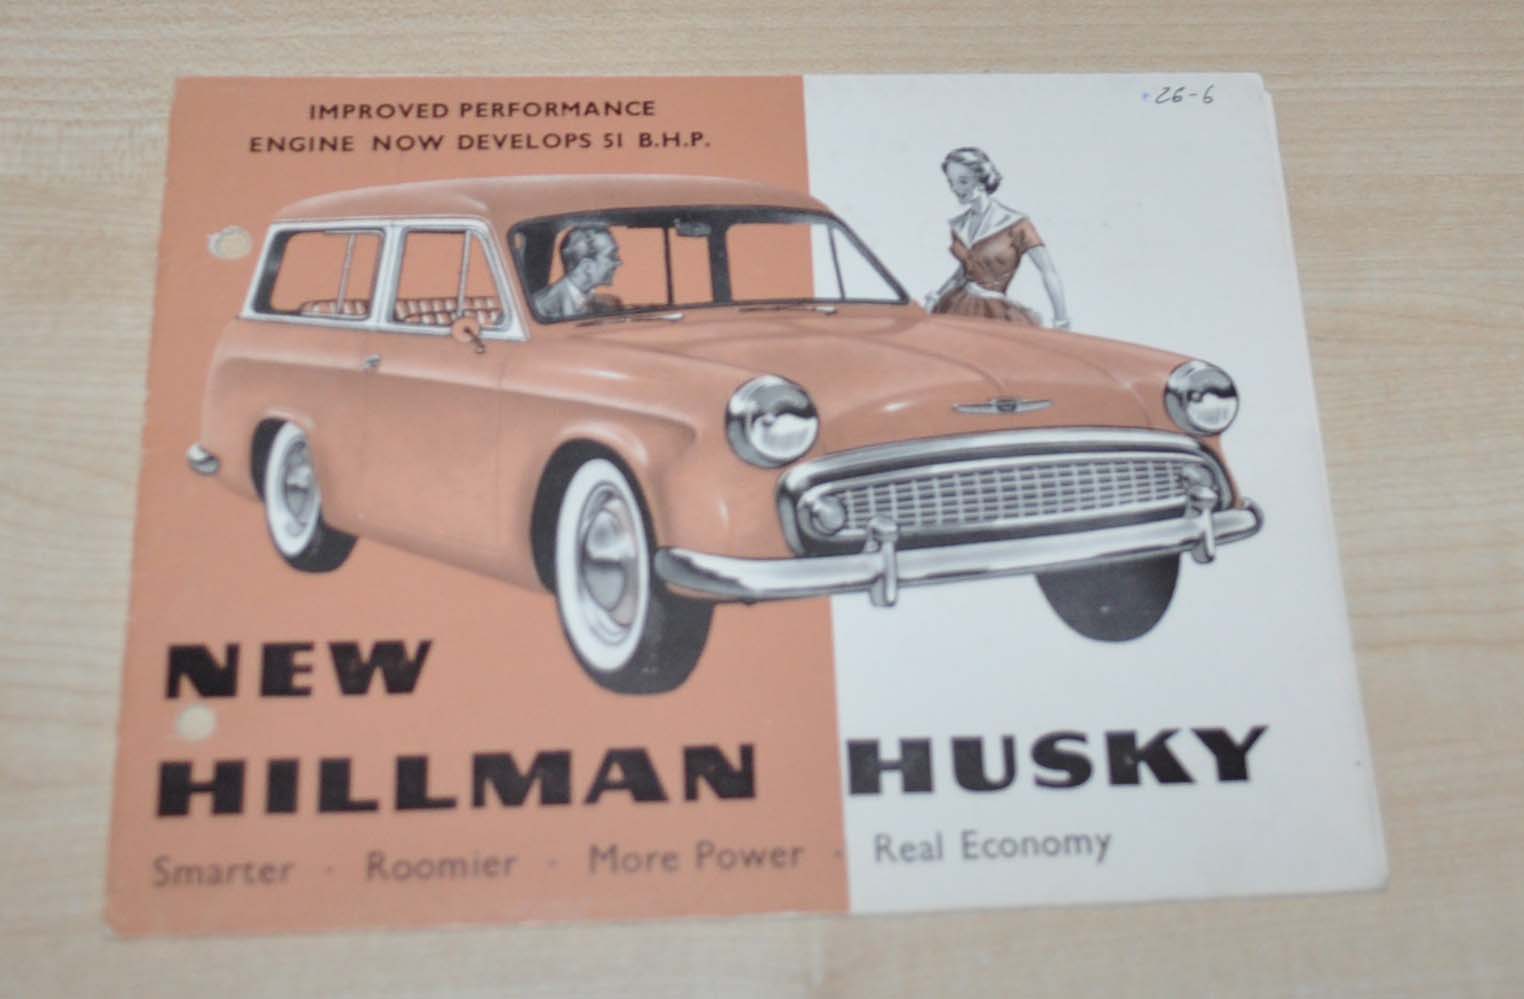 IMPROVED PERFORMANCE
ENGINE NOW DEVELOPS 51 B.H.P.
26-6
NEW
HILLMAN HUSKY
Smarter · Roomier · More Power · Real Economy